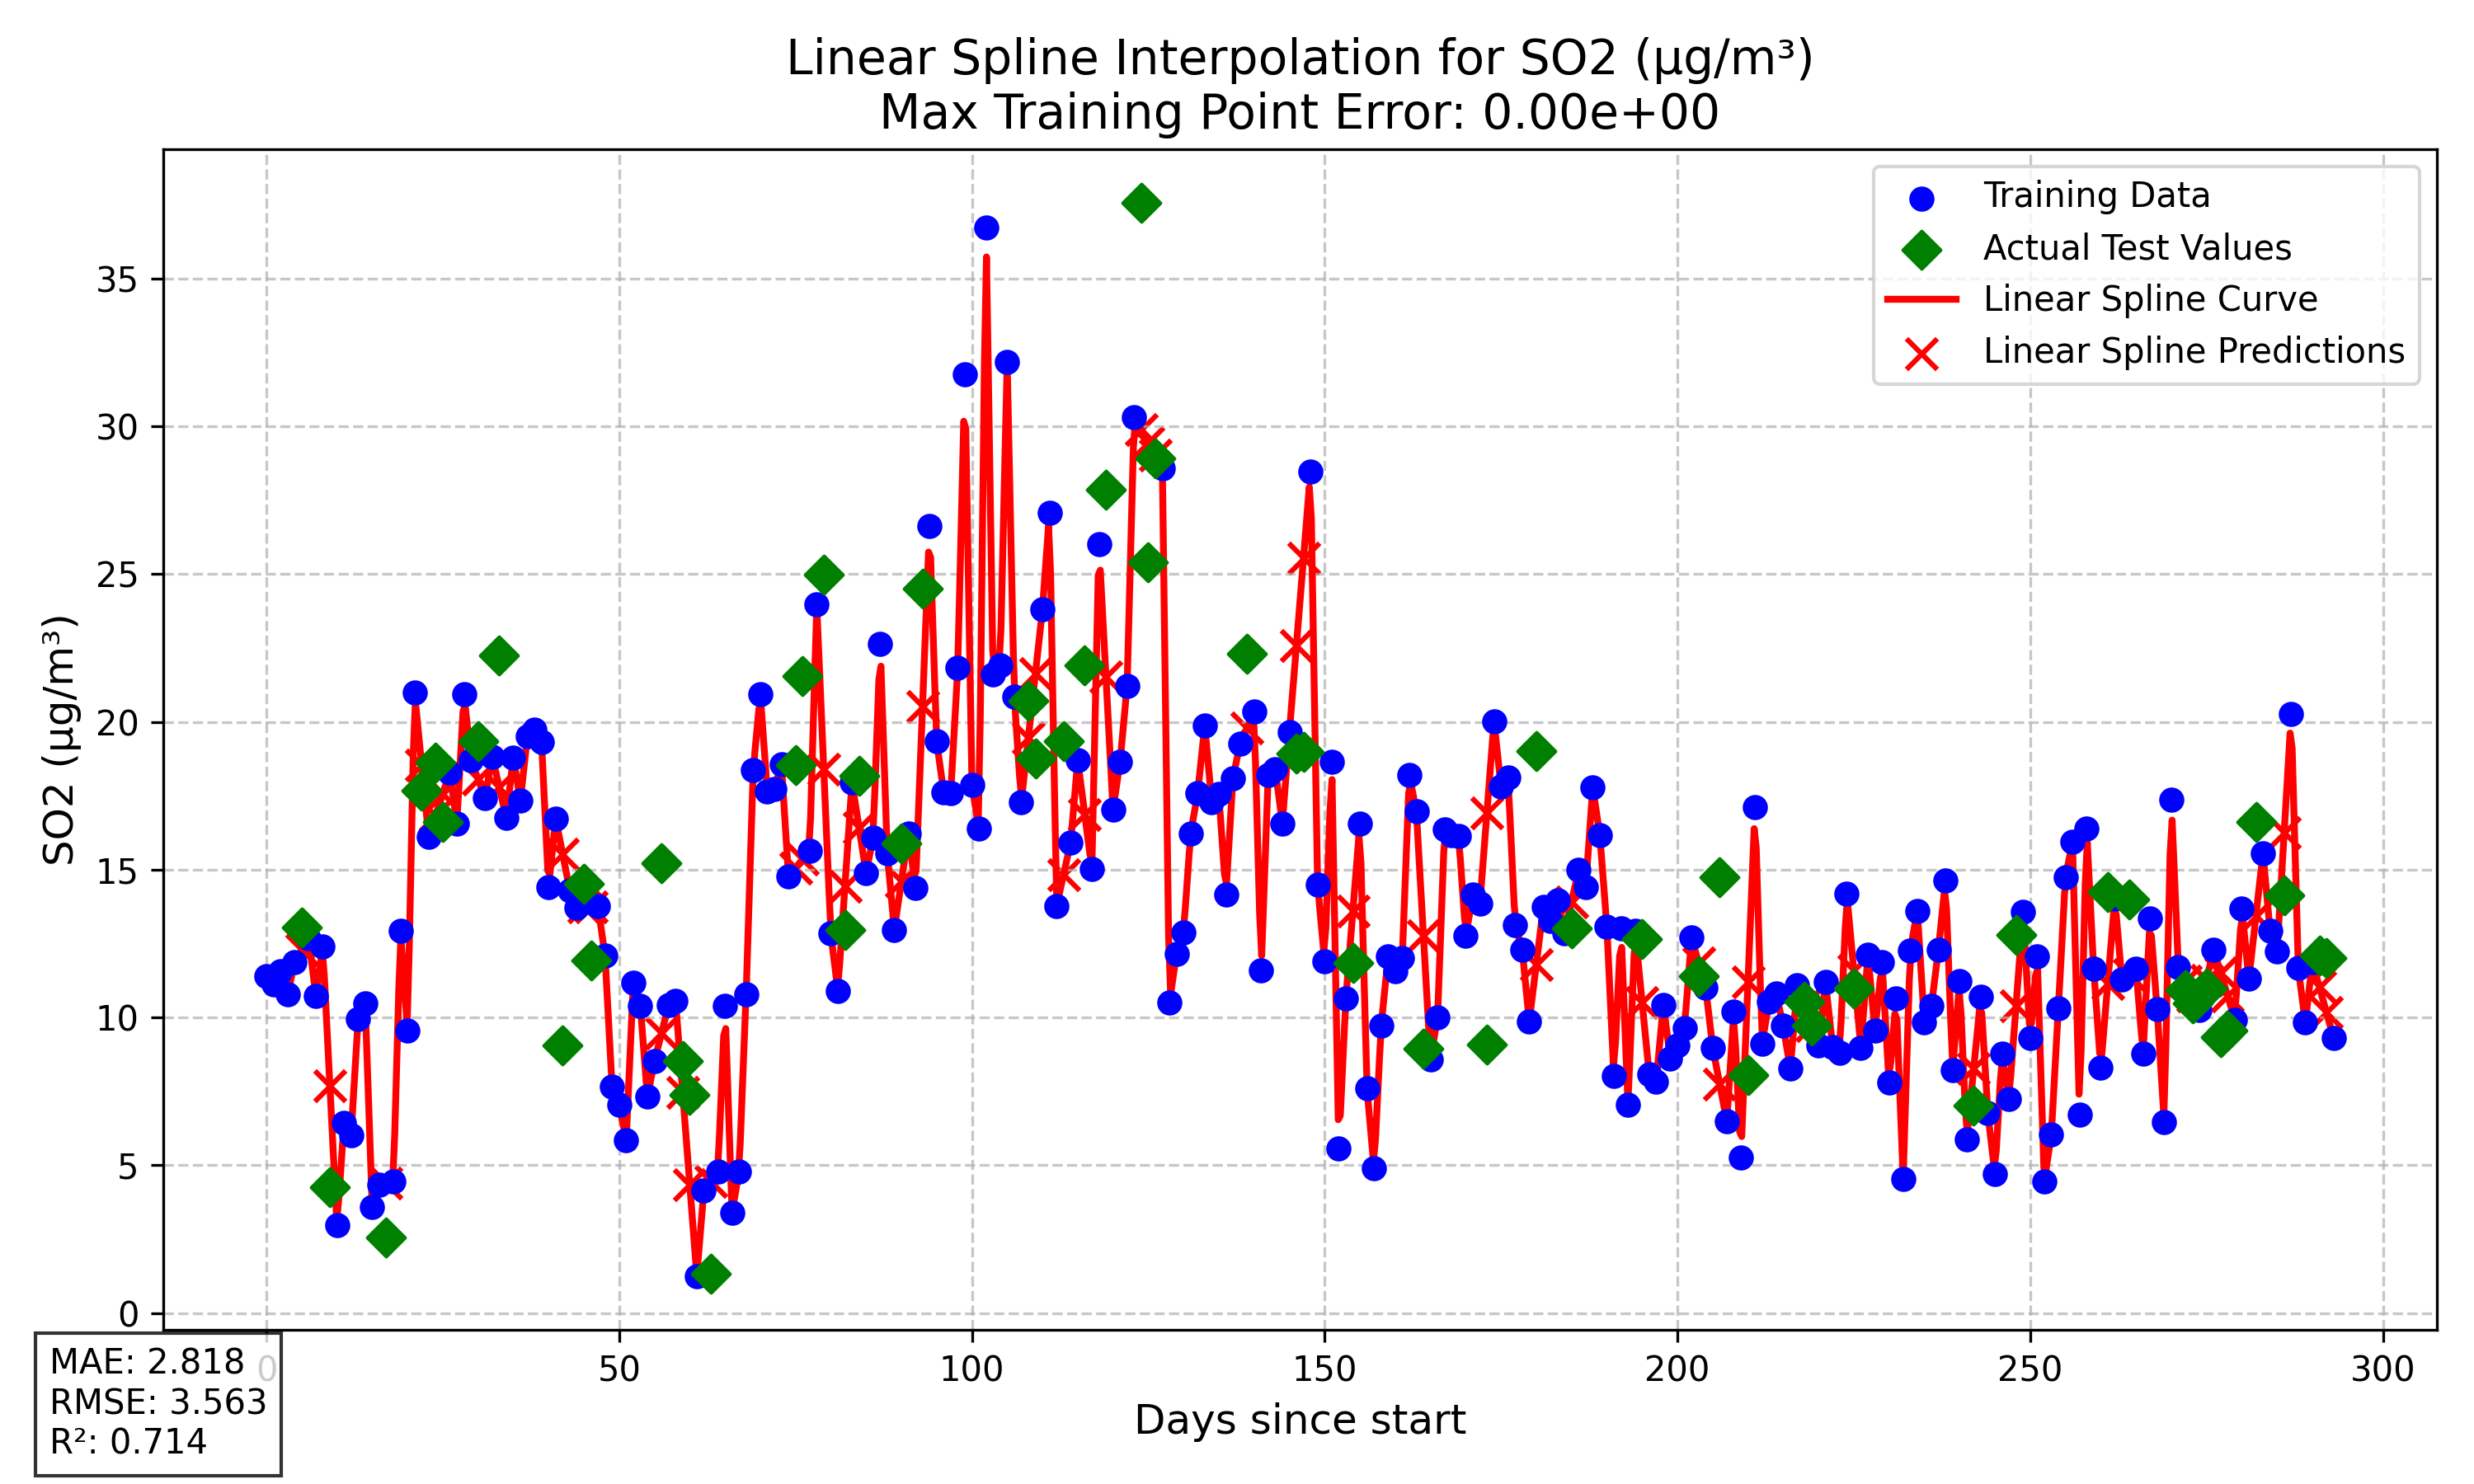 Linear Spline Interpolation for SO2 (µg/m³)
Max Training Point Error: 0.00e+00
Training Data
Actual Test Values
Linear Spline Curve
Linear Spline Predictions
SO2 (µg/m³)
35
30
25
20
15
10
5
0
0
50
100
150
200
250
300
Days since start
MAE: 2.818
RMSE: 3.563
R²: 0.714